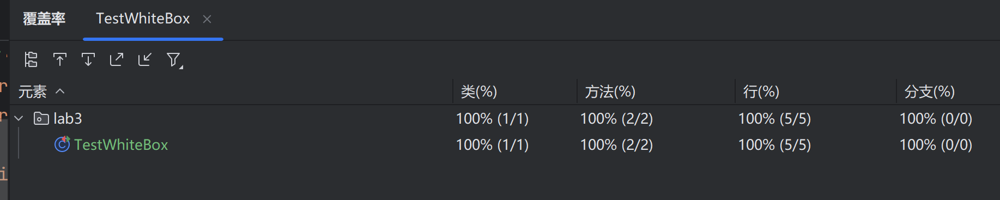 覆盖率 TestWhiteBox
元素 类(%) 方法(%) 行(%) 分支(%)
lab3 100% (1/1) 100% (2/2) 100% (5/5) 100% (0/0)
TestWhiteBox 100% (1/1) 100% (2/2) 100% (5/5) 100% (0/0)